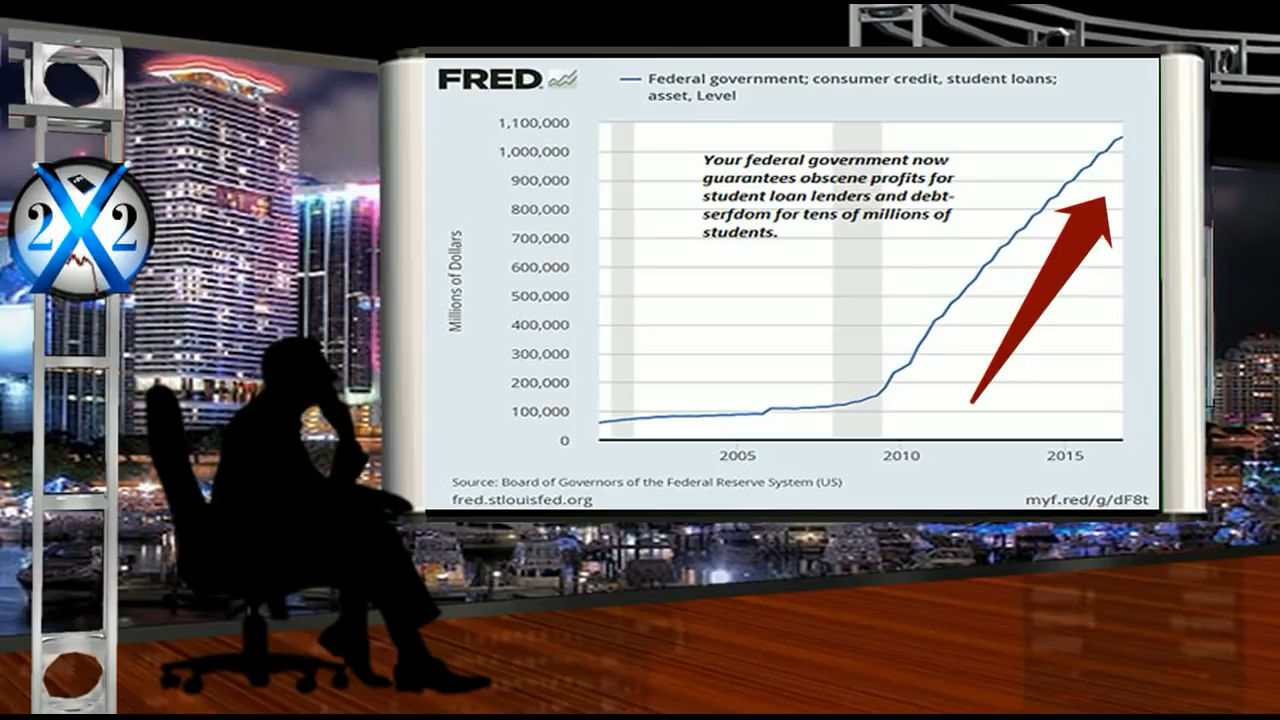 FRED
Federal government; consumer credit, student loans;
asset, Level
1,100,000
1,000,000
900,000
800,000
700,000
600,000
500,000
400,000
300,000
200,000
100,000
0
Millions of Dollars
Your federal government now
guarantees obscene profits for
student loan lenders and debt-
serfdom for tens of millions of
students.
2005
2010
2015
Source: Board of Governors of the Federal Reserve System (US)
fred.stlouisfed.org
myf.red/g/dF8t
2X2